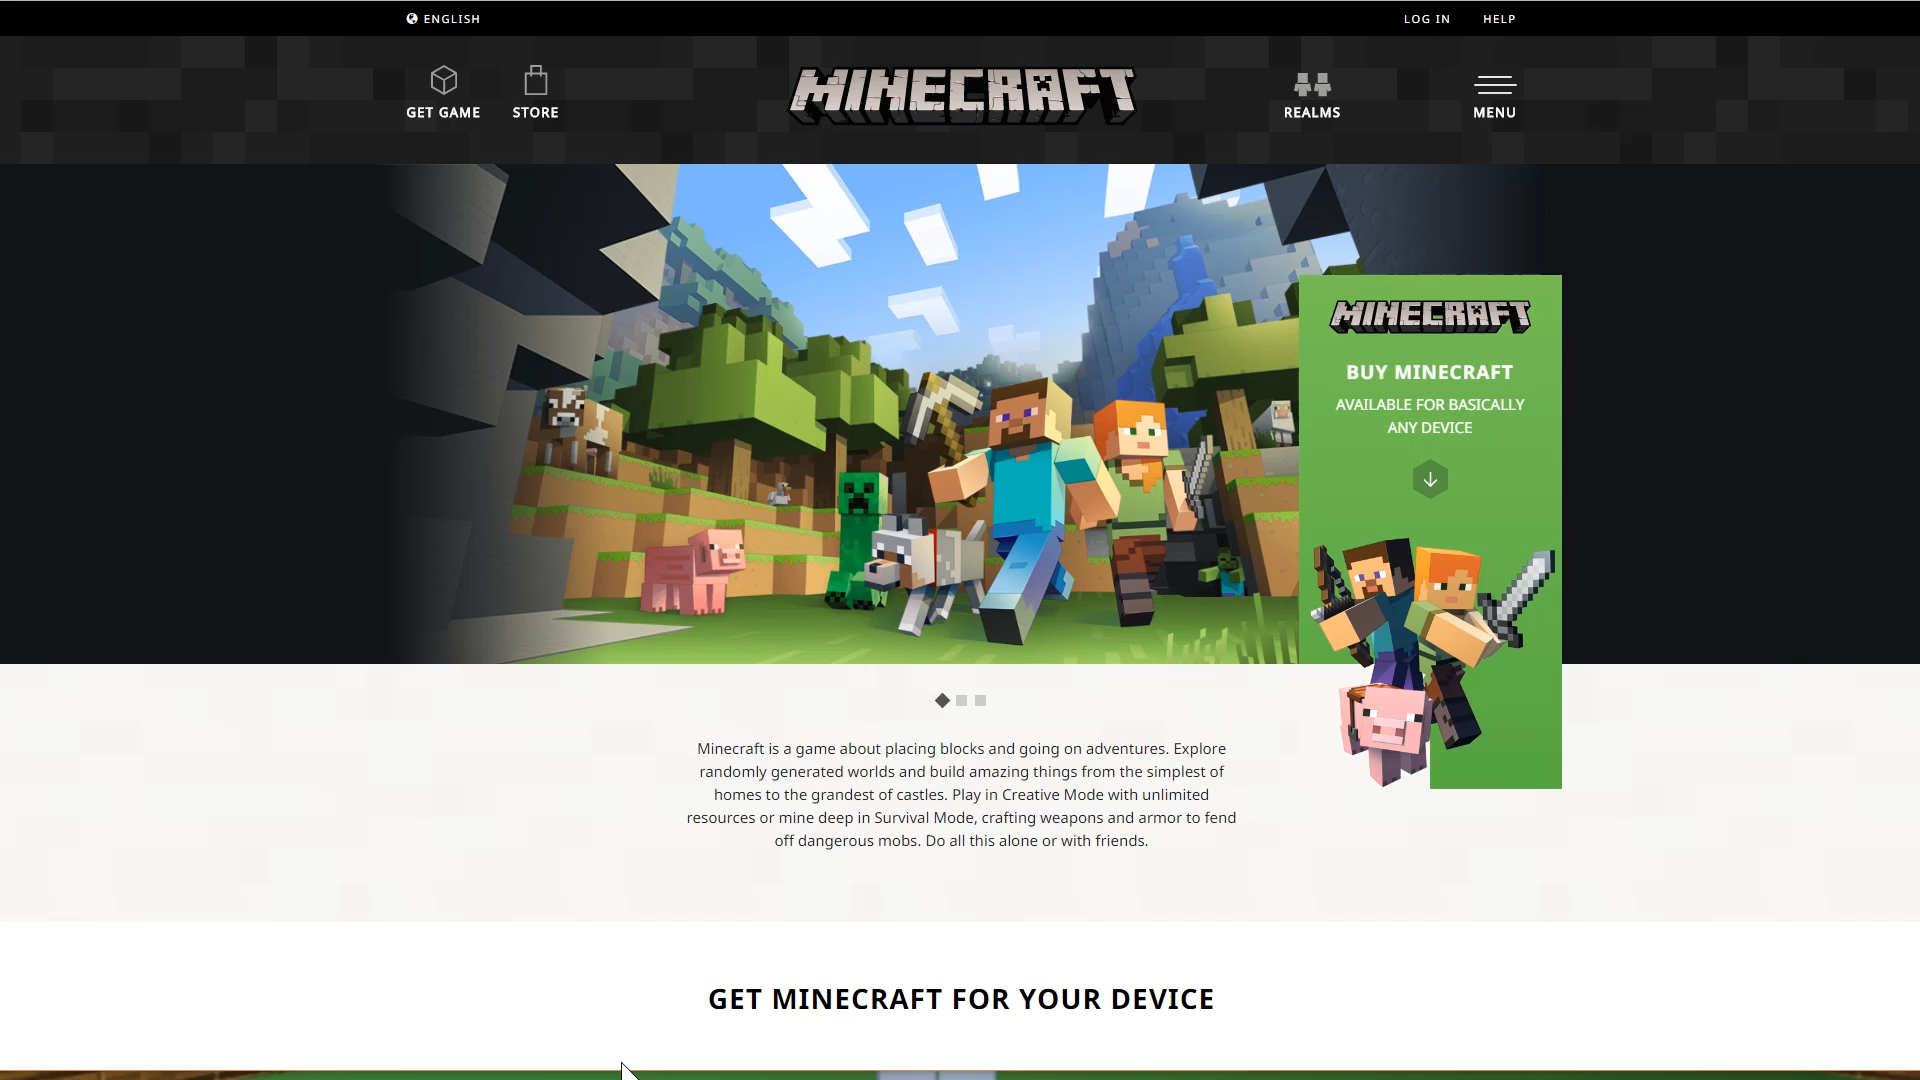 ENGLISH
LOG IN
HELP
GET GAME
STORE
MINECRAFT
REALMS
MENU
MINECRAFT
BUY MINECRAFT
AVAILABLE FOR BASICALLY
ANY DEVICE
Minecraft is a game about placing blocks and going on adventures. Explore
randomly generated worlds and build amazing things from the simplest of
homes to the grandest of castles. Play in Creative Mode with unlimited
resources or mine deep in Survival Mode, crafting weapons and armor to fend
off dangerous mobs. Do all this alone or with friends.
GET MINECRAFT FOR YOUR DEVICE